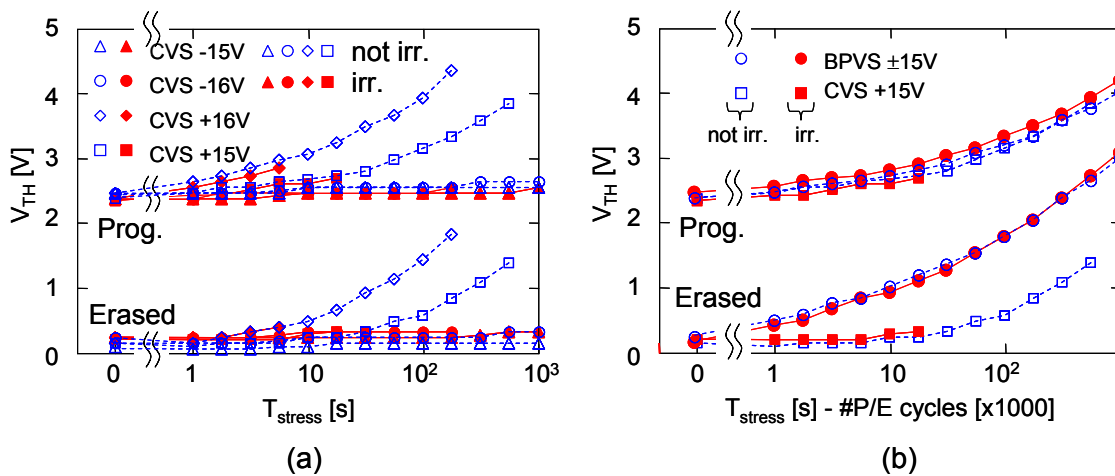 5
4
3
2
1
0
V_TH [V]
CVS -15V
CVS -16V
CVS +16V
CVS +15V
not irr.
irr.
Prog.
Erased
0 1 10 10² 10³
T_stress [s]
(a)
5
4
3
2
1
0
V_TH [V]
BPVS ±15V
CVS +15V
not irr. irr.
Prog.
Erased
0 1 10 10²
T_stress [s] - #P/E cycles [x1000]
(b)